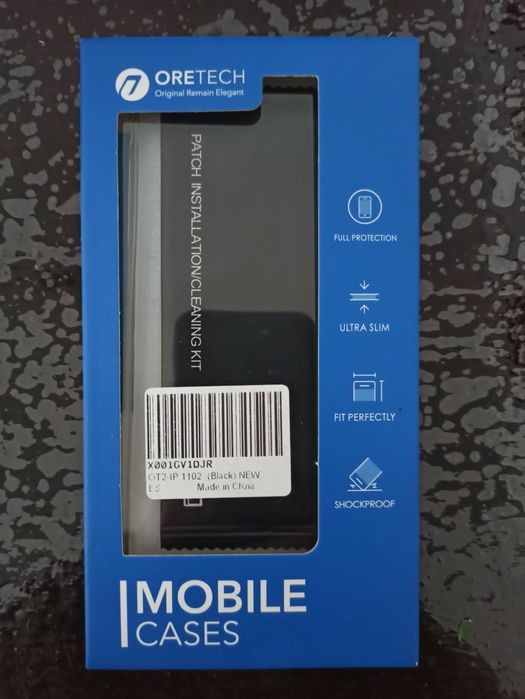 ORETECH
Original Remain Elegant
PATCH INSTALLATION/CLEANING KIT
FULL PROTECTION
ULTRA SLIM
FIT PERFECTLY
SHOCKPROOF
X001GV1DJR
OT2-IP 1102 (Black) NEW
ES
Made in China
MOBILE
CASES